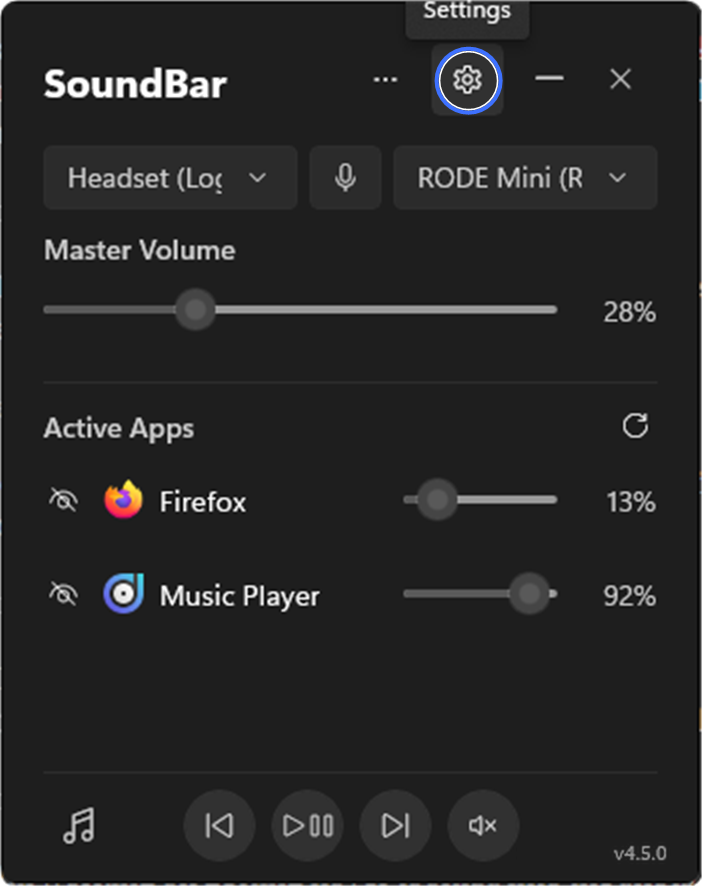 Settings
SoundBar
Headset (Log
RODE Mini (R
Master Volume
28%
Active Apps
Firefox
13%
Music Player
92%
v4.5.0